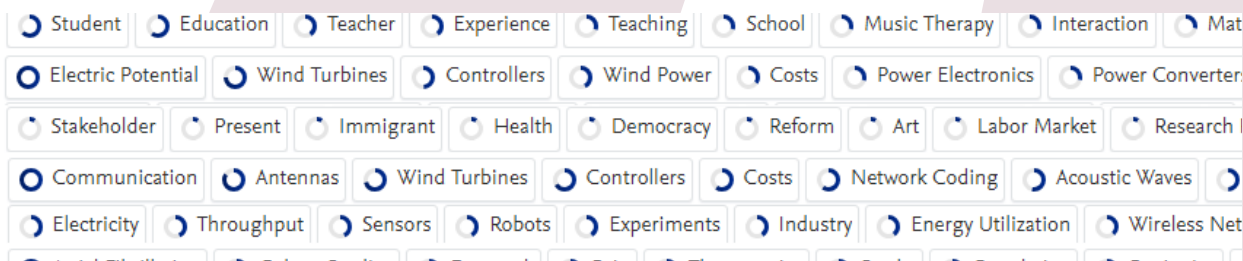 Student Education Teacher Experience Teaching School Music Therapy Interaction Mat
Electric Potential Wind Turbines Controllers Wind Power Costs Power Electronics Power Converters
Stakeholder Present Immigrant Health Democracy Reform Art Labor Market Research
Communication Antennas Wind Turbines Controllers Costs Network Coding Acoustic Waves
Electricity Throughput Sensors Robots Experiments Industry Energy Utilization Wireless Net